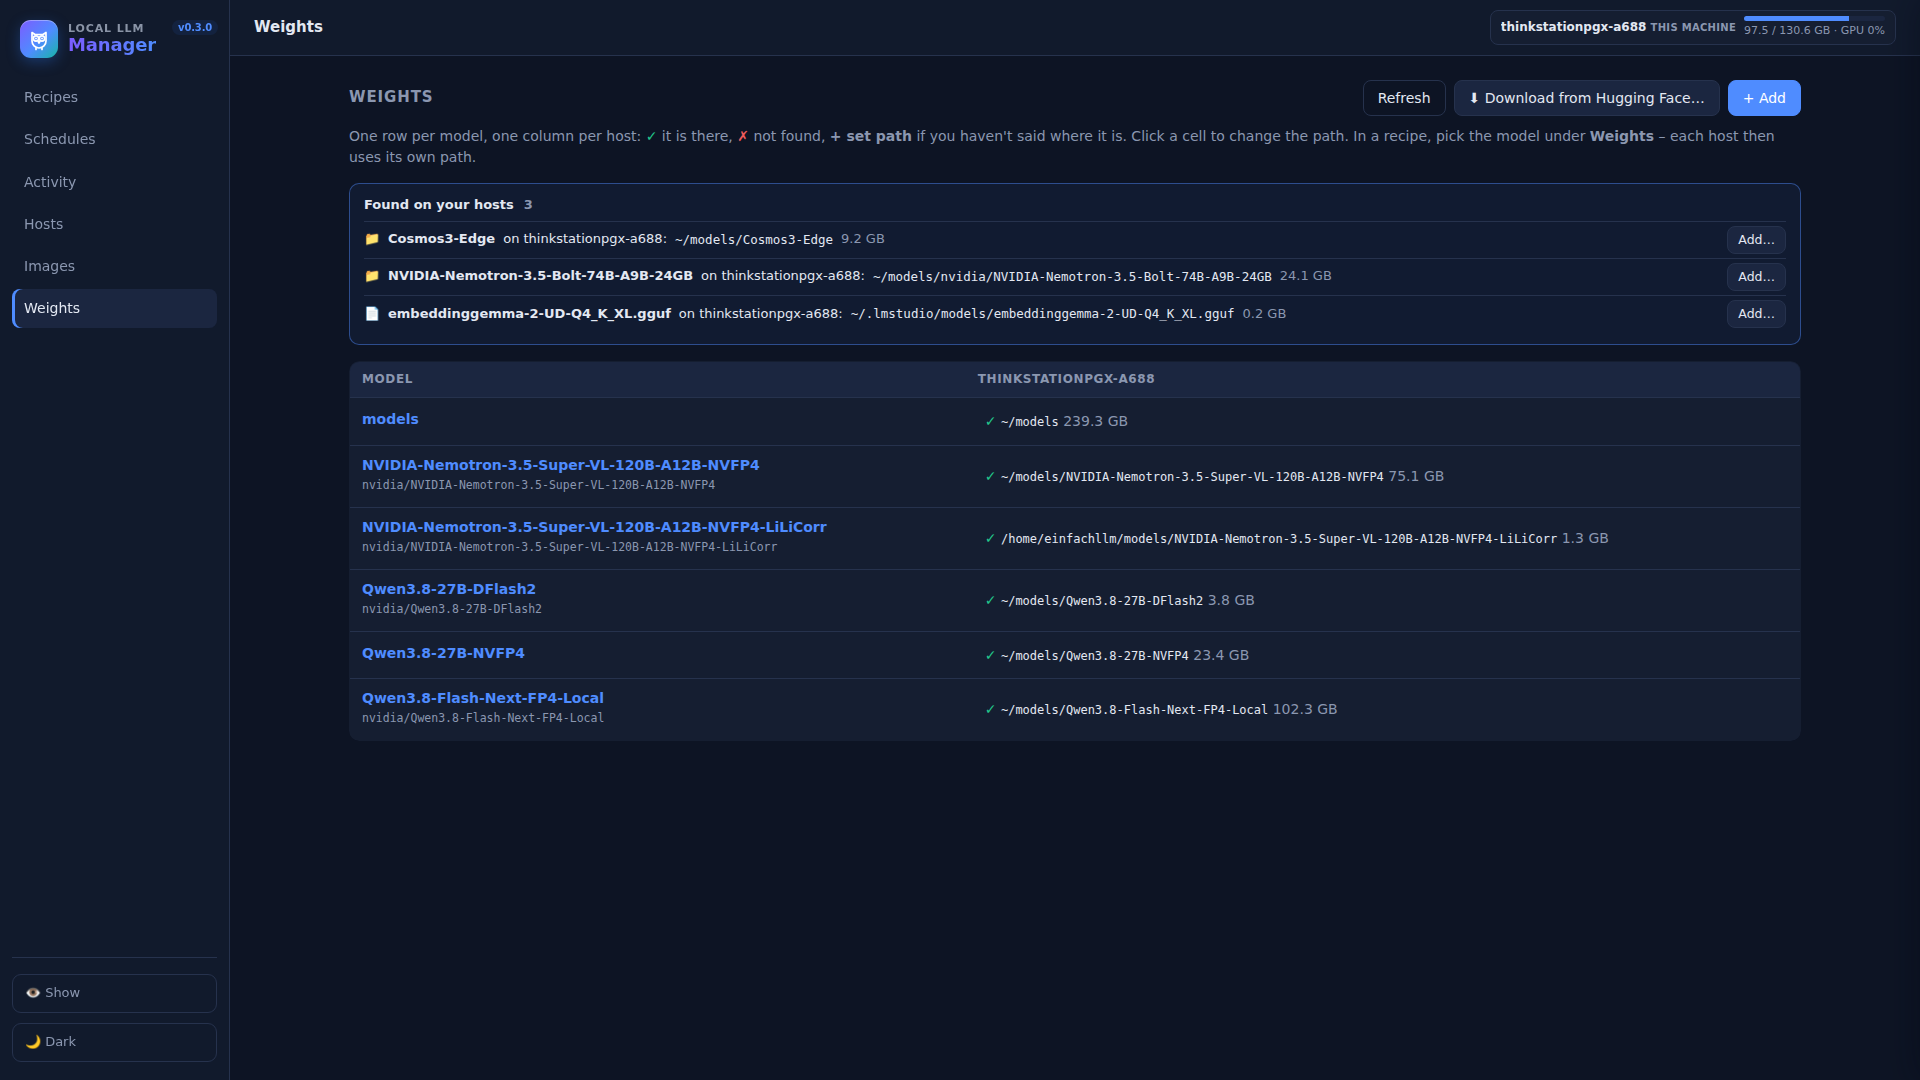 LOCAL LLM
Manager
v0.3.0
Recipes
Schedules
Activity
Hosts
Images
Weights
👁️ Show
🌙 Dark
Weights
thinkstationpgx-a688 THIS MACHINE
97.5 / 130.6 GB · GPU 0%
WEIGHTS
Refresh
⬇ Download from Hugging Face…
+ Add
One row per model, one column per host: ✓ it is there, ✗ not found, + set path if you haven't said where it is. Click a cell to change the path. In a recipe, pick the model under Weights – each host then
uses its own path.
Found on your hosts 3
📁 Cosmos3-Edge on thinkstationpgx-a688: ~/models/Cosmos3-Edge 9.2 GB Add…
📁 NVIDIA-Nemotron-3.5-Bolt-74B-A9B-24GB on thinkstationpgx-a688: ~/models/nvidia/NVIDIA-Nemotron-3.5-Bolt-74B-A9B-24GB 24.1 GB Add…
📄 embeddinggemma-2-UD-Q4_K_XL.gguf on thinkstationpgx-a688: ~/.lmstudio/models/embeddinggemma-2-UD-Q4_K_XL.gguf 0.2 GB Add…
MODEL THINKSTATIONPGX-A688
models
✓ ~/models 239.3 GB
NVIDIA-Nemotron-3.5-Super-VL-120B-A12B-NVFP4
nvidia/NVIDIA-Nemotron-3.5-Super-VL-120B-A12B-NVFP4
✓ ~/models/NVIDIA-Nemotron-3.5-Super-VL-120B-A12B-NVFP4 75.1 GB
NVIDIA-Nemotron-3.5-Super-VL-120B-A12B-NVFP4-LiLiCorr
nvidia/NVIDIA-Nemotron-3.5-Super-VL-120B-A12B-NVFP4-LiLiCorr
✓ /home/einfachllm/models/NVIDIA-Nemotron-3.5-Super-VL-120B-A12B-NVFP4-LiLiCorr 1.3 GB
Qwen3.8-27B-DFlash2
nvidia/Qwen3.8-27B-DFlash2
✓ ~/models/Qwen3.8-27B-DFlash2 3.8 GB
Qwen3.8-27B-NVFP4
✓ ~/models/Qwen3.8-27B-NVFP4 23.4 GB
Qwen3.8-Flash-Next-FP4-Local
nvidia/Qwen3.8-Flash-Next-FP4-Local
✓ ~/models/Qwen3.8-Flash-Next-FP4-Local 102.3 GB